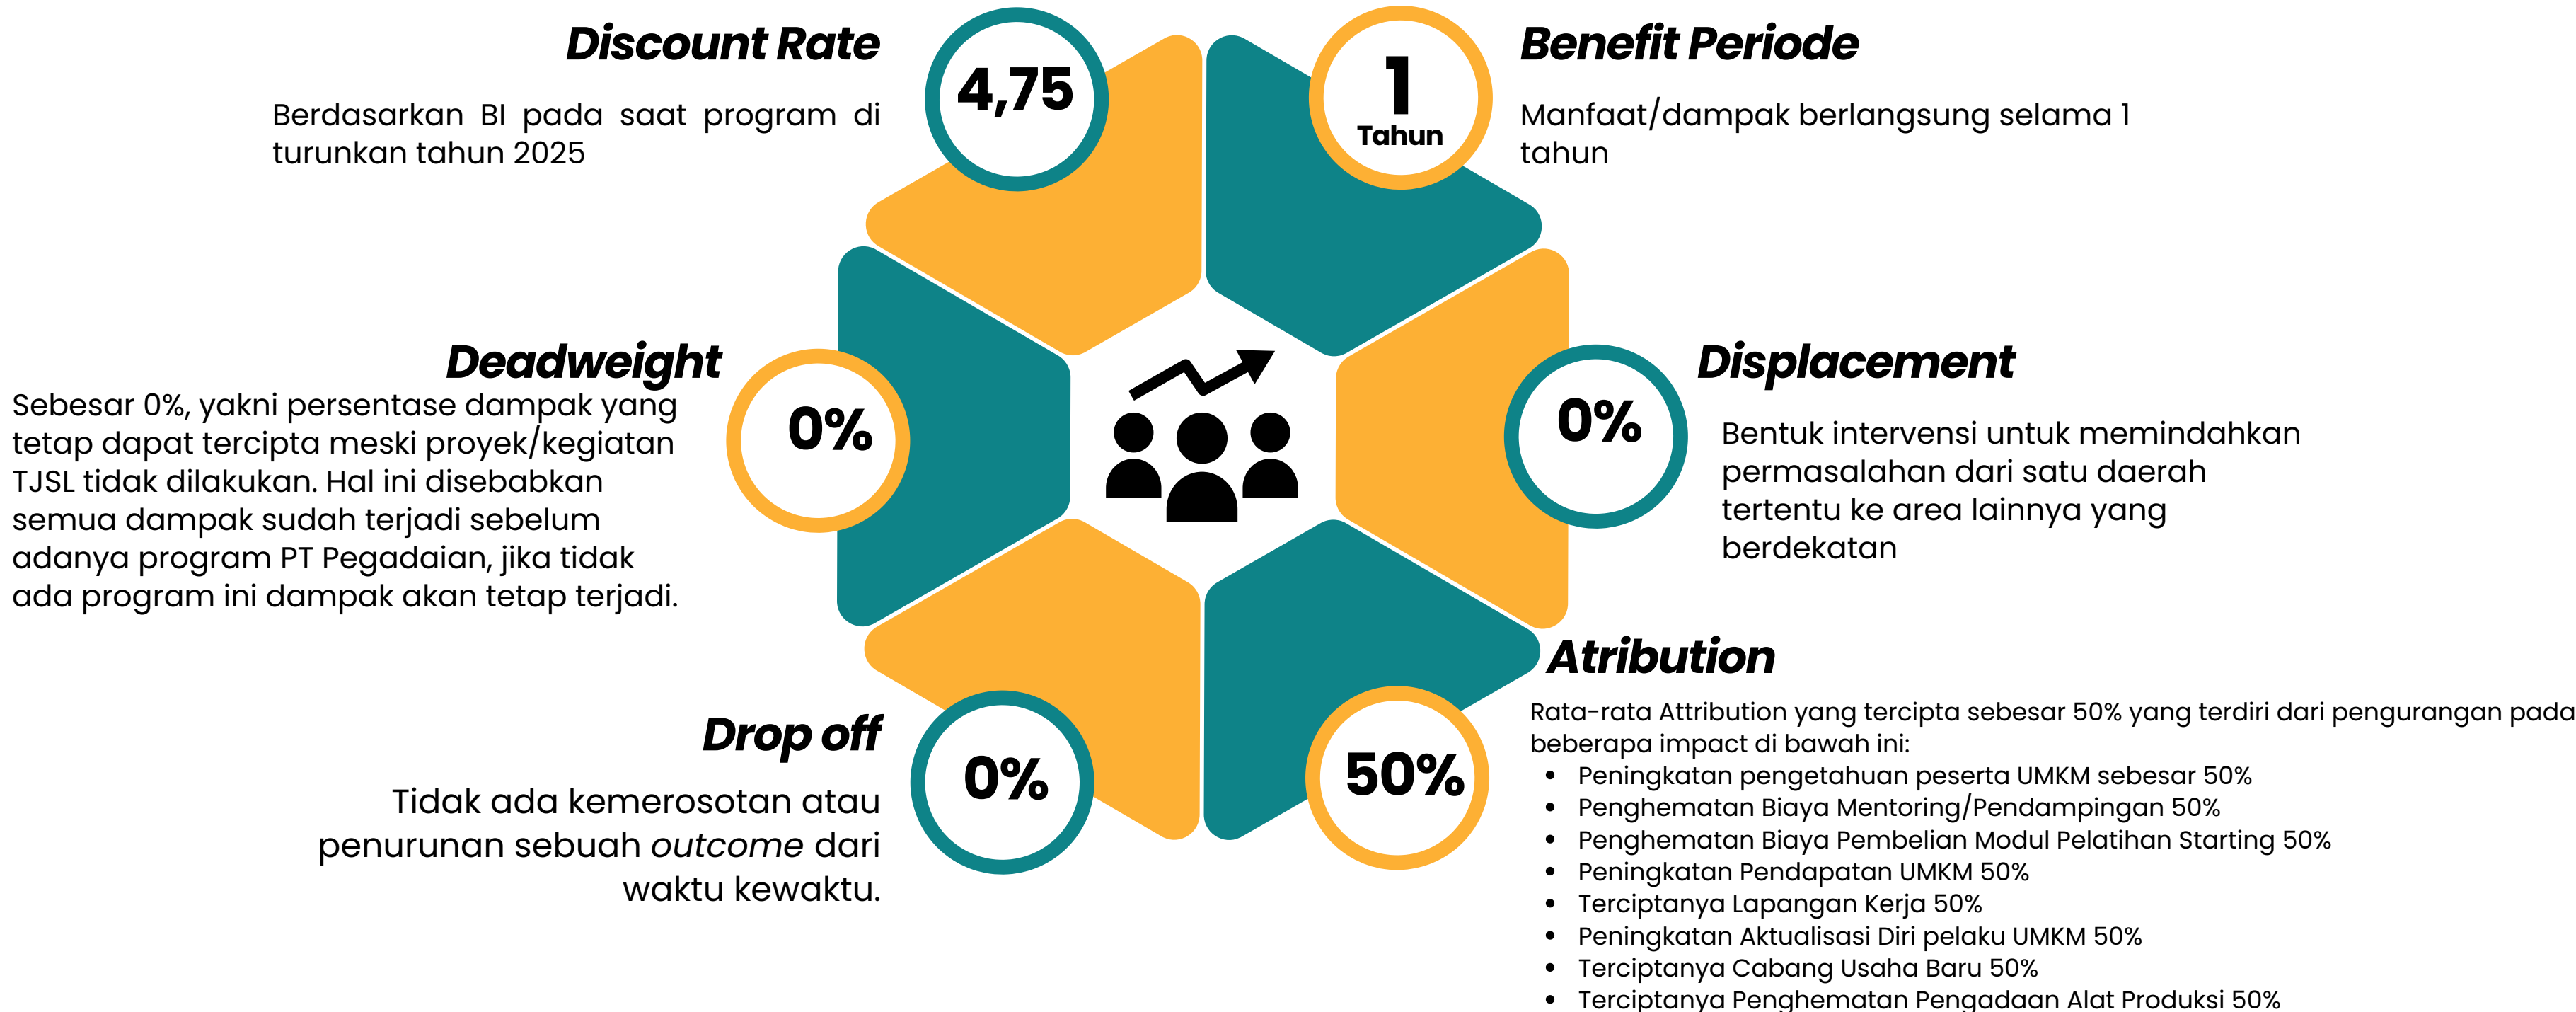 Discount Rate
Berdasarkan BI pada saat program di
turunkan tahun 2025
4,75
1
Tahun
Benefit Periode
Manfaat/dampak berlangsung selama 1
tahun
Deadweight
Sebesar 0%, yakni persentase dampak yang
tetap dapat tercipta meski proyek/kegiatan
TJSL tidak dilakukan. Hal ini disebabkan
semua dampak sudah terjadi sebelum
adanya program PT Pegadaian, jika tidak
ada program ini dampak akan tetap terjadi.
0%
0%
Displacement
Bentuk intervensi untuk memindahkan
permasalahan dari satu daerah
tertentu ke area lainnya yang
berdekatan
Drop off
Tidak ada kemerosotan atau
penurunan sebuah outcome dari
waktu kewaktu.
0%
50%
Atribution
Rata-rata Attribution yang tercipta sebesar 50% yang terdiri dari pengurangan pada
beberapa impact di bawah ini:
• Peningkatan pengetahuan peserta UMKM sebesar 50%
• Penghematan Biaya Mentoring/Pendampingan 50%
• Penghematan Biaya Pembelian Modul Pelatihan Starting 50%
• Peningkatan Pendapatan UMKM 50%
• Terciptanya Lapangan Kerja 50%
• Peningkatan Aktualisasi Diri pelaku UMKM 50%
• Terciptanya Cabang Usaha Baru 50%
• Terciptanya Penghematan Pengadaan Alat Produksi 50%